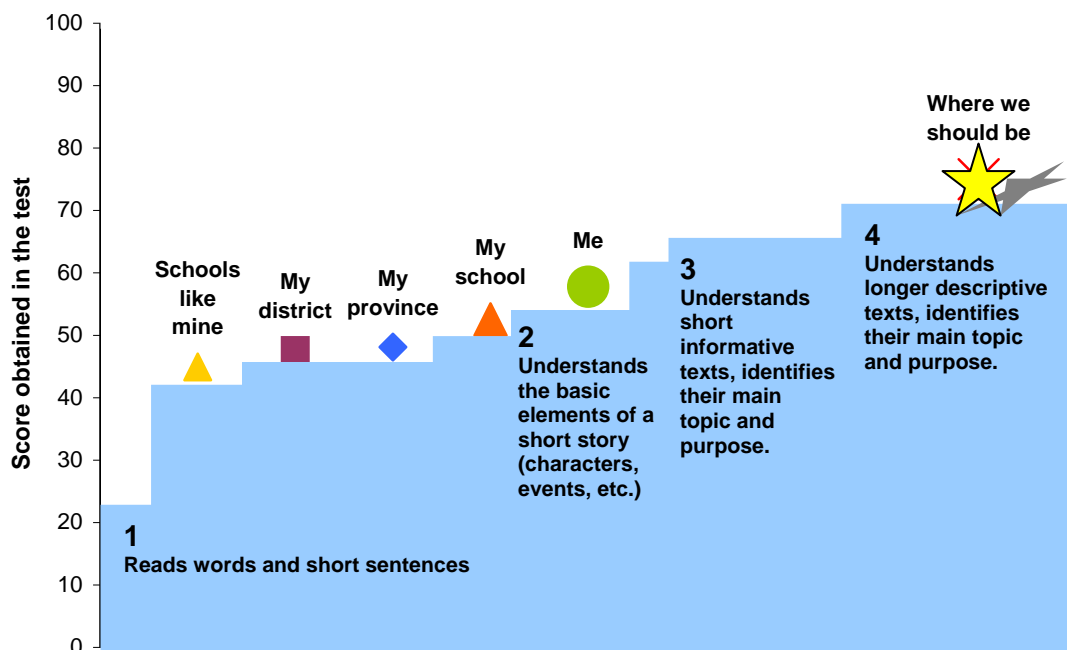 Score obtained in the test
100
90
80
70
60
50
40
30
20
10
0
Schools
like
mine
My
district
My
province
My
school
Me
Where we
should be
1
Reads words and short sentences
2
Understands
the basic
elements of a
short story
(characters,
events, etc.)
3
Understands
short
informative
texts, identifies
their main
topic and
purpose.
4
Understands
longer descriptive
texts, identifies
their main topic
and purpose.